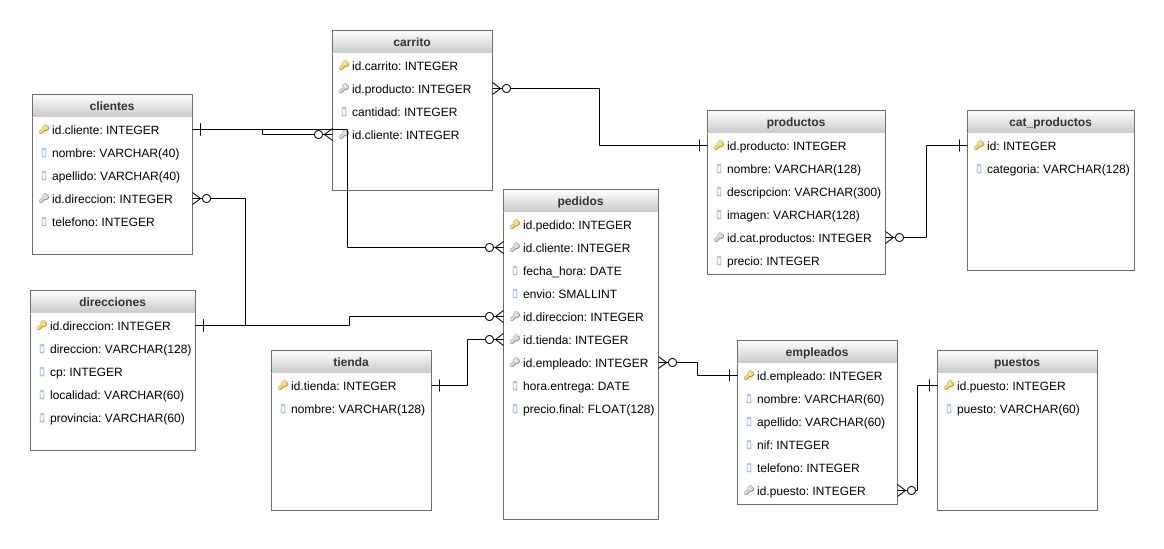 carrito
id.carrito: INTEGER
id.producto: INTEGER
cantidad: INTEGER
id.cliente: INTEGER
clientes
id.cliente: INTEGER
nombre: VARCHAR(40)
apellido: VARCHAR(40)
id.direccion: INTEGER
telefono: INTEGER
productos
id.producto: INTEGER
nombre: VARCHAR(128)
descripcion: VARCHAR(300)
imagen: VARCHAR(128)
id.cat.productos: INTEGER
precio: INTEGER
cat_productos
id: INTEGER
categoria: VARCHAR(128)
pedidos
id.pedido: INTEGER
id.cliente: INTEGER
fecha_hora: DATE
envio: SMALLINT
id.direccion: INTEGER
id.tienda: INTEGER
id.empleado: INTEGER
hora.entrega: DATE
precio.final: FLOAT(128)
direcciones
id.direccion: INTEGER
direccion: VARCHAR(128)
cp: INTEGER
localidad: VARCHAR(60)
provincia: VARCHAR(60)
tienda
id.tienda: INTEGER
nombre: VARCHAR(128)
empleados
id.empleado: INTEGER
nombre: VARCHAR(60)
apellido: VARCHAR(60)
nif: INTEGER
telefono: INTEGER
id.puesto: INTEGER
puestos
id.puesto: INTEGER
puesto: VARCHAR(60)